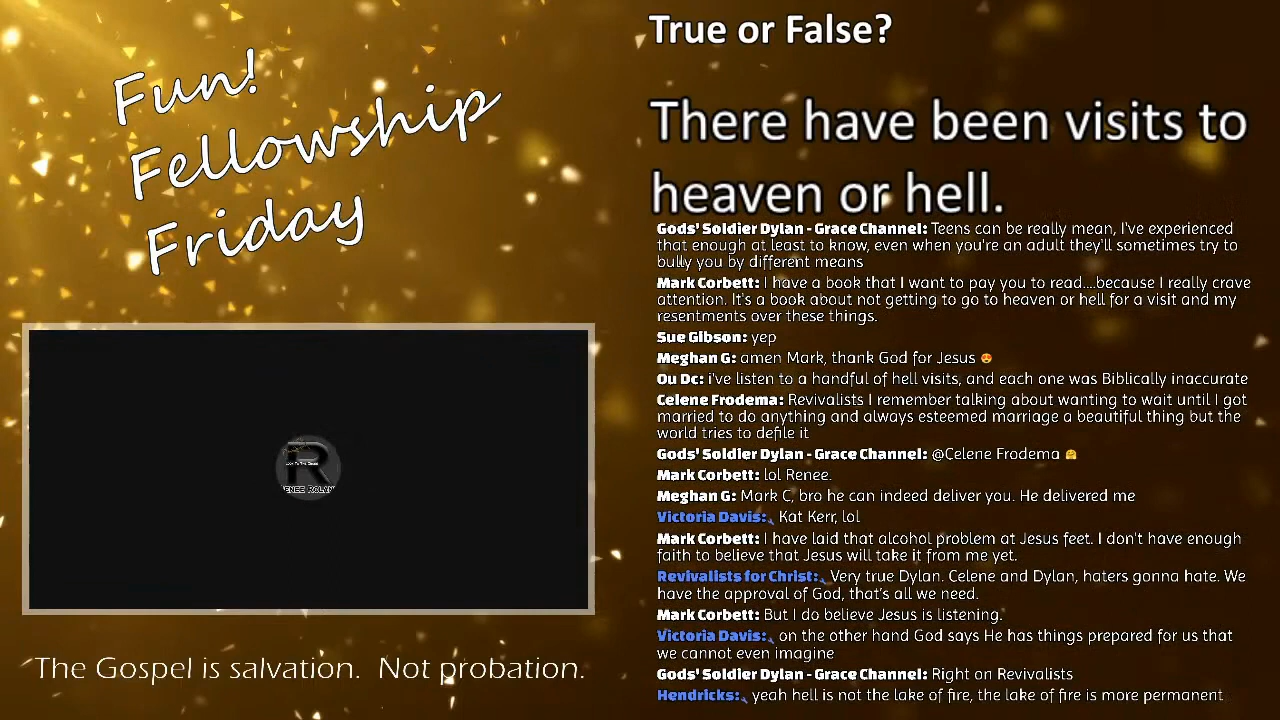 Fun!
Fellowship
Friday
The Gospel is salvation.  Not probation.
True or False?
There have been visits to
heaven or hell.
Gods' Soldier Dylan - Grace Channel: Teens can be really mean, I've experienced
that enough at least to know, even when you're an adult they'll sometimes try to
bully you by different means
Mark Corbett: I have a book that I want to pay you to read....because I really crave
attention. It's a book about not getting to go to heaven or hell for a visit and my
resentments over these things.
Sue Gibson: yep
Meghan G: amen Mark, thank God for Jesus 😍
Ou Dc: i've listen to a handful of hell visits, and each one was Biblically inaccurate
Celene Frodema: Revivalists I remember talking about wanting to wait until I got
married to do anything and always esteemed marriage a beautiful thing but the
world tries to defile it
Gods' Soldier Dylan - Grace Channel: @Celene Frodema 🤗
Mark Corbett: lol Renee.
Meghan G: Mark C, bro he can indeed deliver you. He delivered me
Victoria Davis: Kat Kerr, lol
Mark Corbett: I have laid that alcohol problem at Jesus feet. I don't have enough
faith to believe that Jesus will take it from me yet.
Revivalists for Christ: Very true Dylan. Celene and Dylan, haters gonna hate. We
have the approval of God, that's all we need.
Mark Corbett: But I do believe Jesus is listening.
Victoria Davis: on the other hand God says He has things prepared for us that
we cannot even imagine
Gods' Soldier Dylan - Grace Channel: Right on Revivalists
Hendricks: yeah hell is not the lake of fire, the lake of fire is more permanent